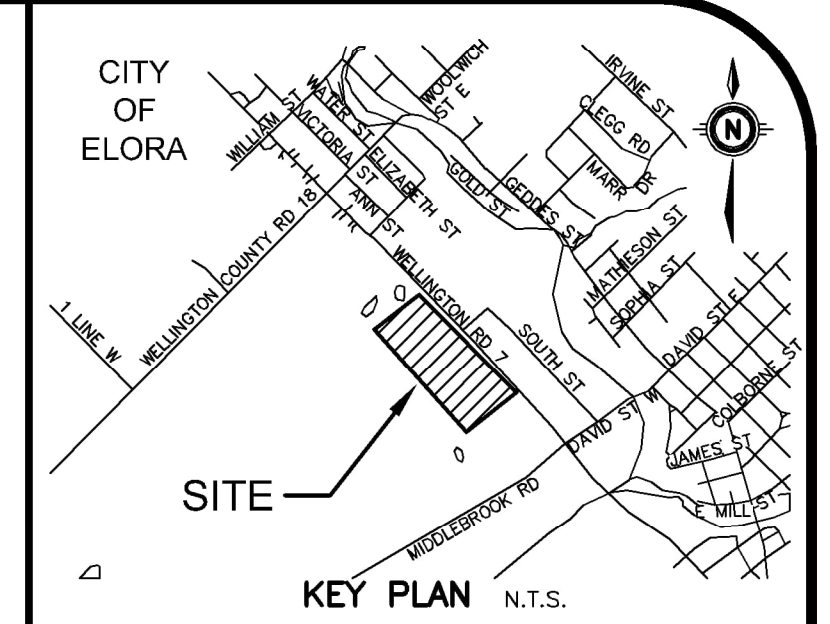 CITY
OF
ELORA
WILLIAM ST
WATER ST
VICTORIA ST
ELIZABETH ST
ANN ST
WOOLWICH
ST E
IRVINE ST
CLEGG RD
MARR DR
GOLD ST
GEDDES ST
N
MATHIESON ST
SOPHIA ST
WELLINGTON COUNTY RD 18
WELLINGTON RD 7
1 LINE W
SOUTH ST
DAVID ST E
DAVID ST W
COLBORNE ST
JAMES ST
E MILL ST
MIDDLEBROOK RD
SITE
KEY PLAN N.T.S.